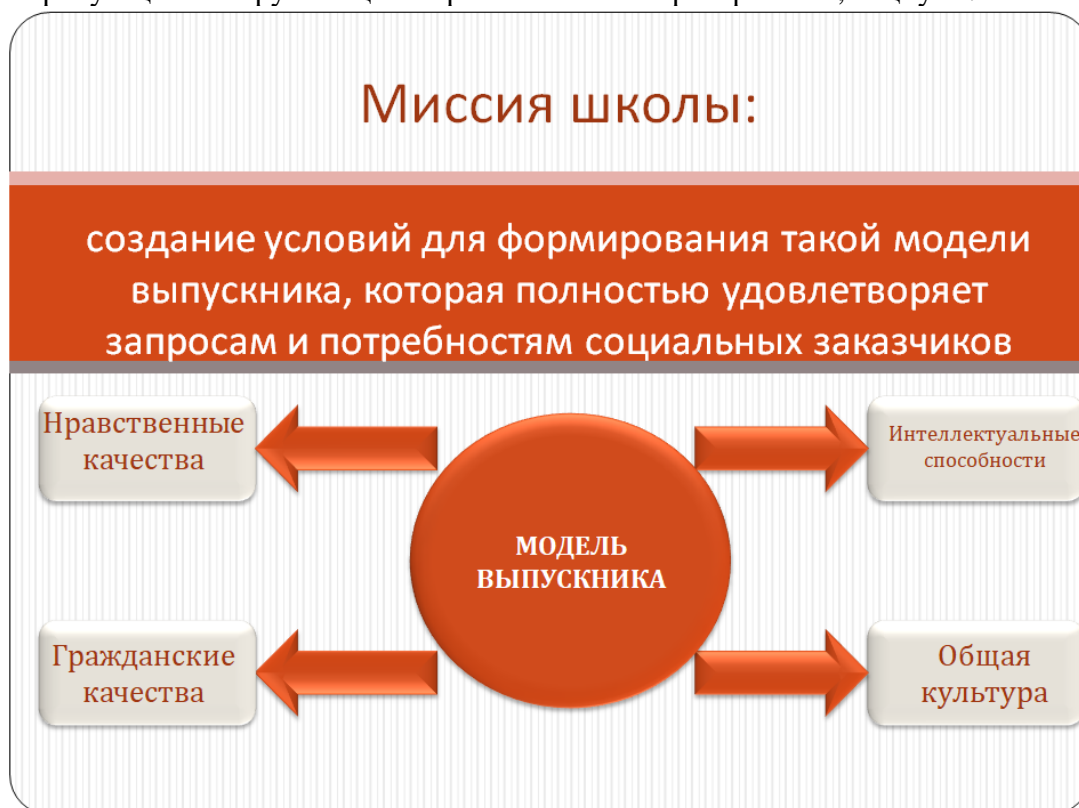 Миссия школы:
создание условий для формирования такой модели
выпускника, которая полностью удовлетворяет
запросам и потребностям социальных заказчиков
Нравственные
качества
Интеллектуальные
способности
МОДЕЛЬ
ВЫПУСКНИКА
Гражданские
качества
Общая
культура